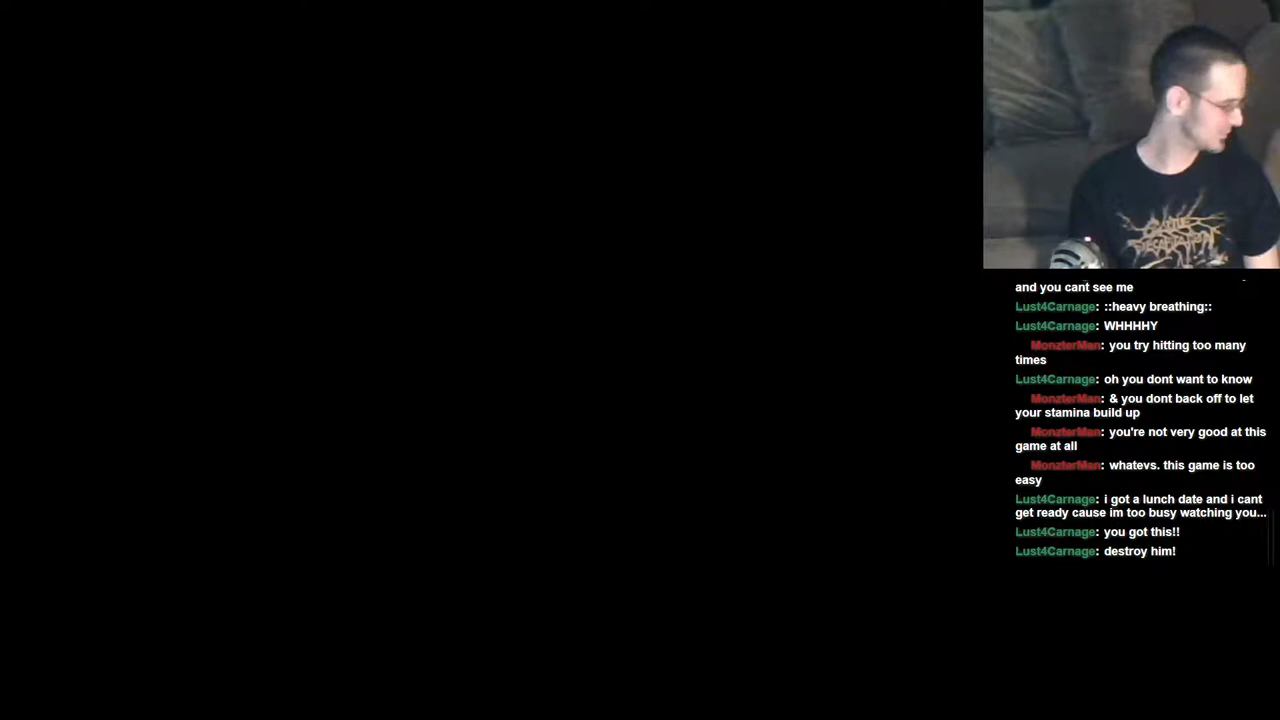 CATTLE
DECAPITATION
and you cant see me
Lust4Carnage: ::heavy breathing::
Lust4Carnage: WHHHHY
MonzterMan: you try hitting too many
times
Lust4Carnage: oh you dont want to know
MonzterMan: & you dont back off to let
your stamina build up
MonzterMan: you're not very good at this
game at all
MonzterMan: whatevs. this game is too
easy
Lust4Carnage: i got a lunch date and i cant
get ready cause im too busy watching you...
Lust4Carnage: you got this!!
Lust4Carnage: destroy him!